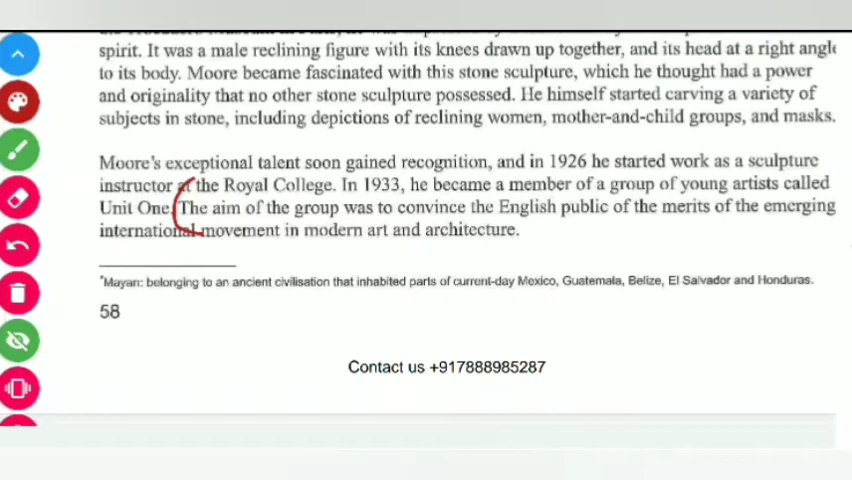 spirit. It was a male reclining figure with its knees drawn up together, and its head at a right angle
to its body. Moore became fascinated with this stone sculpture, which he thought had a power
and originality that no other stone sculpture possessed. He himself started carving a variety of
subjects in stone, including depictions of reclining women, mother-and-child groups, and masks.
Moore's exceptional talent soon gained recognition, and in 1926 he started work as a sculpture
instructor at the Royal College. In 1933, he became a member of a group of young artists called
Unit One. The aim of the group was to convince the English public of the merits of the emerging
international movement in modern art and architecture.
*Mayan: belonging to an ancient civilisation that inhabited parts of current-day Mexico, Guatemala, Belize, El Salvador and Honduras.
58
Contact us +917888985287